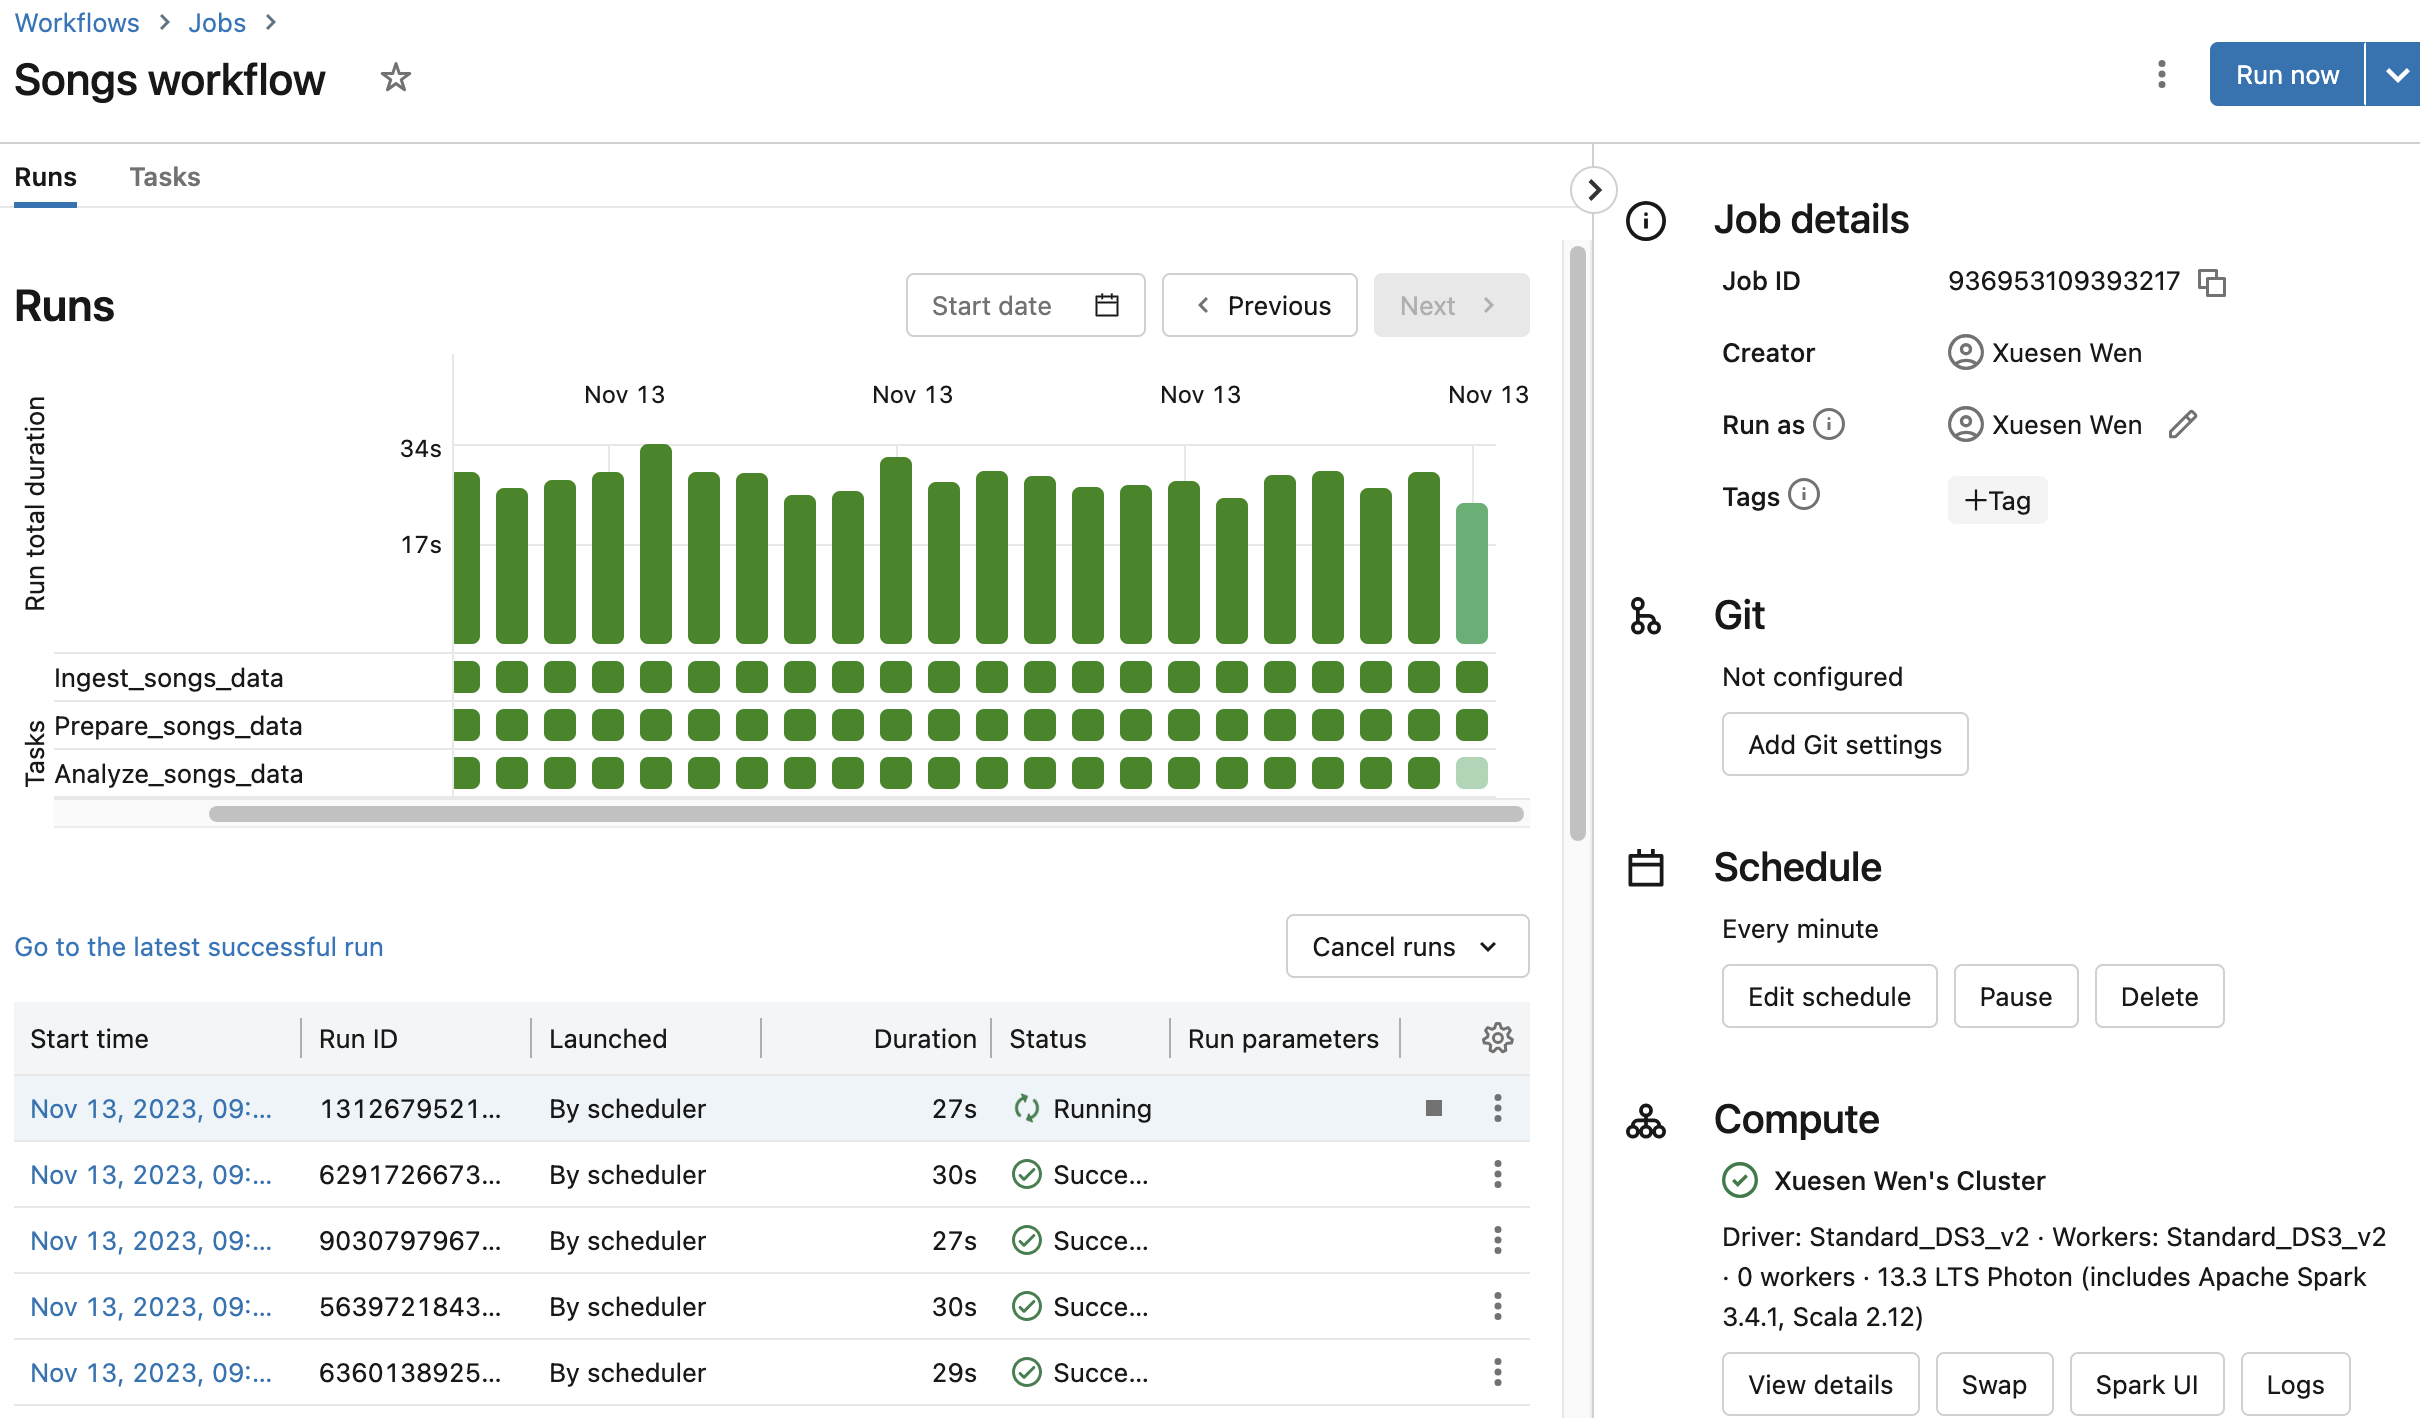 Workflows > Jobs >
Songs workflow
Run now
Runs Tasks
Runs
Start date
Previous
Next
Nov 13 Nov 13 Nov 13 Nov 13
Run total duration
34s
17s
Tasks
Ingest_songs_data
Prepare_songs_data
Analyze_songs_data
Go to the latest successful run
Cancel runs
Start time Run ID Launched Duration Status Run parameters
Nov 13, 2023, 09:... 1312679521... By scheduler 27s Running
Nov 13, 2023, 09:... 6291726673... By scheduler 30s Succe...
Nov 13, 2023, 09:... 9030797967... By scheduler 27s Succe...
Nov 13, 2023, 09:... 5639721843... By scheduler 30s Succe...
Nov 13, 2023, 09:... 6360138925... By scheduler 29s Succe...
Job details
Job ID 936953109393217
Creator Xuesen Wen
Run as Xuesen Wen
Tags +Tag
Git
Not configured
Add Git settings
Schedule
Every minute
Edit schedule Pause Delete
Compute
Xuesen Wen's Cluster
Driver: Standard_DS3_v2 · Workers: Standard_DS3_v2
· 0 workers · 13.3 LTS Photon (includes Apache Spark
3.4.1, Scala 2.12)
View details Swap Spark UI Logs